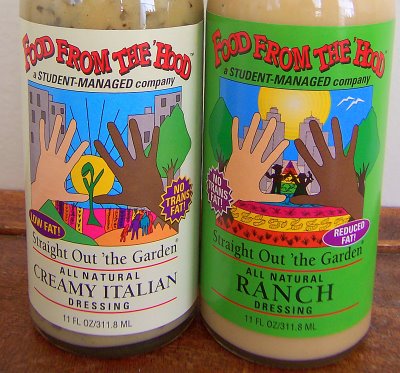 FOOD FROM THE 'HOOD™
a STUDENT-MANAGED company
NO TRANS FAT!
LOW FAT!
Straight Out 'the Garden®
ALL NATURAL
CREAMY ITALIAN
DRESSING
11 FL OZ/311.8 ML
FOOD FROM THE 'HOOD™
a STUDENT-MANAGED company
NO TRANS FAT!
REDUCED FAT!
Straight Out 'the Garden
ALL NATURAL
RANCH
DRESSING
11 FL OZ/311.8 ML